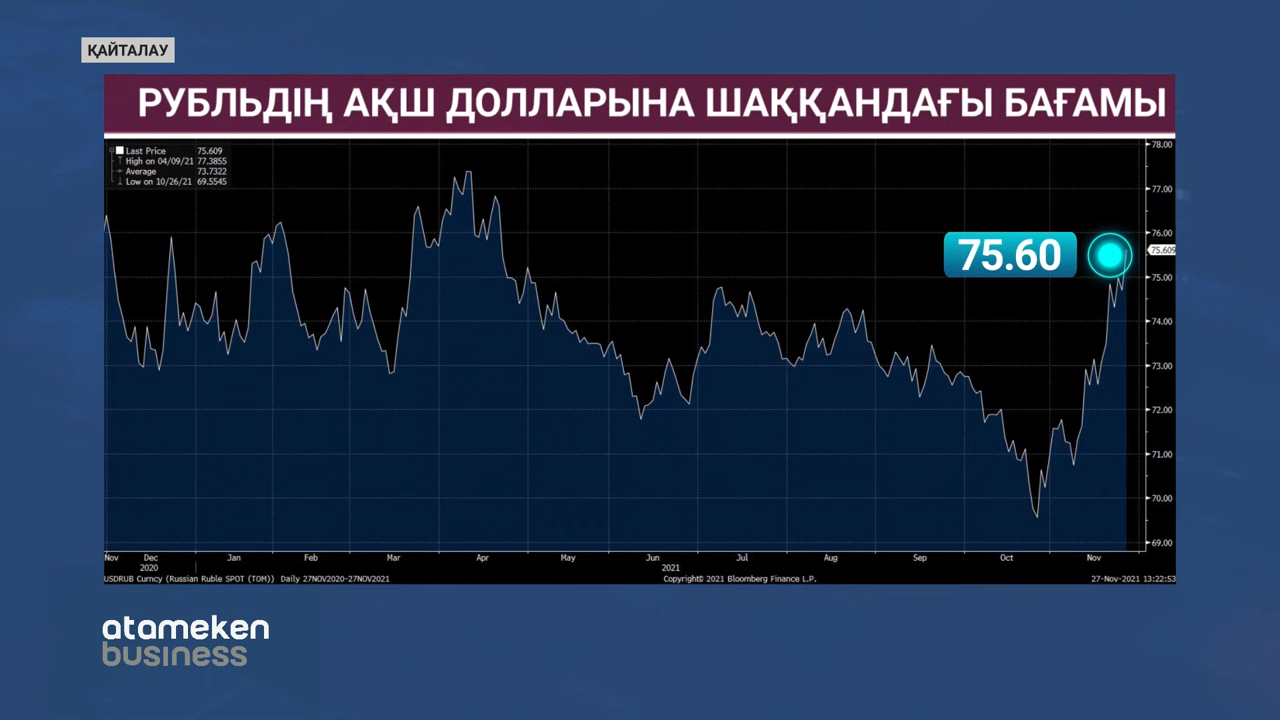 ҚАЙТАЛАУ
РУБЛЬДІҢ АҚШ ДОЛЛАРЫНА ШАҚҚАНДАҒЫ БАҒАМЫ
Last Price 75.609
High on 04/09/21 77.3855
Average 73.7322
Low on 10/26/21 69.5545
78.00
77.00
76.00
75.60
75.609
75.00
74.00
73.00
72.00
71.00
70.00
69.00
Nov Dec Jan Feb Mar Apr May Jun Jul Aug Sep Oct Nov
2020 2021
USDRUB Curncy (Russian Ruble SPOT (TOM)) Daily 27NOV2020-27NOV2021 Copyright© 2021 Bloomberg Finance L.P. 27-Nov-2021 13:22:53
atameken
business